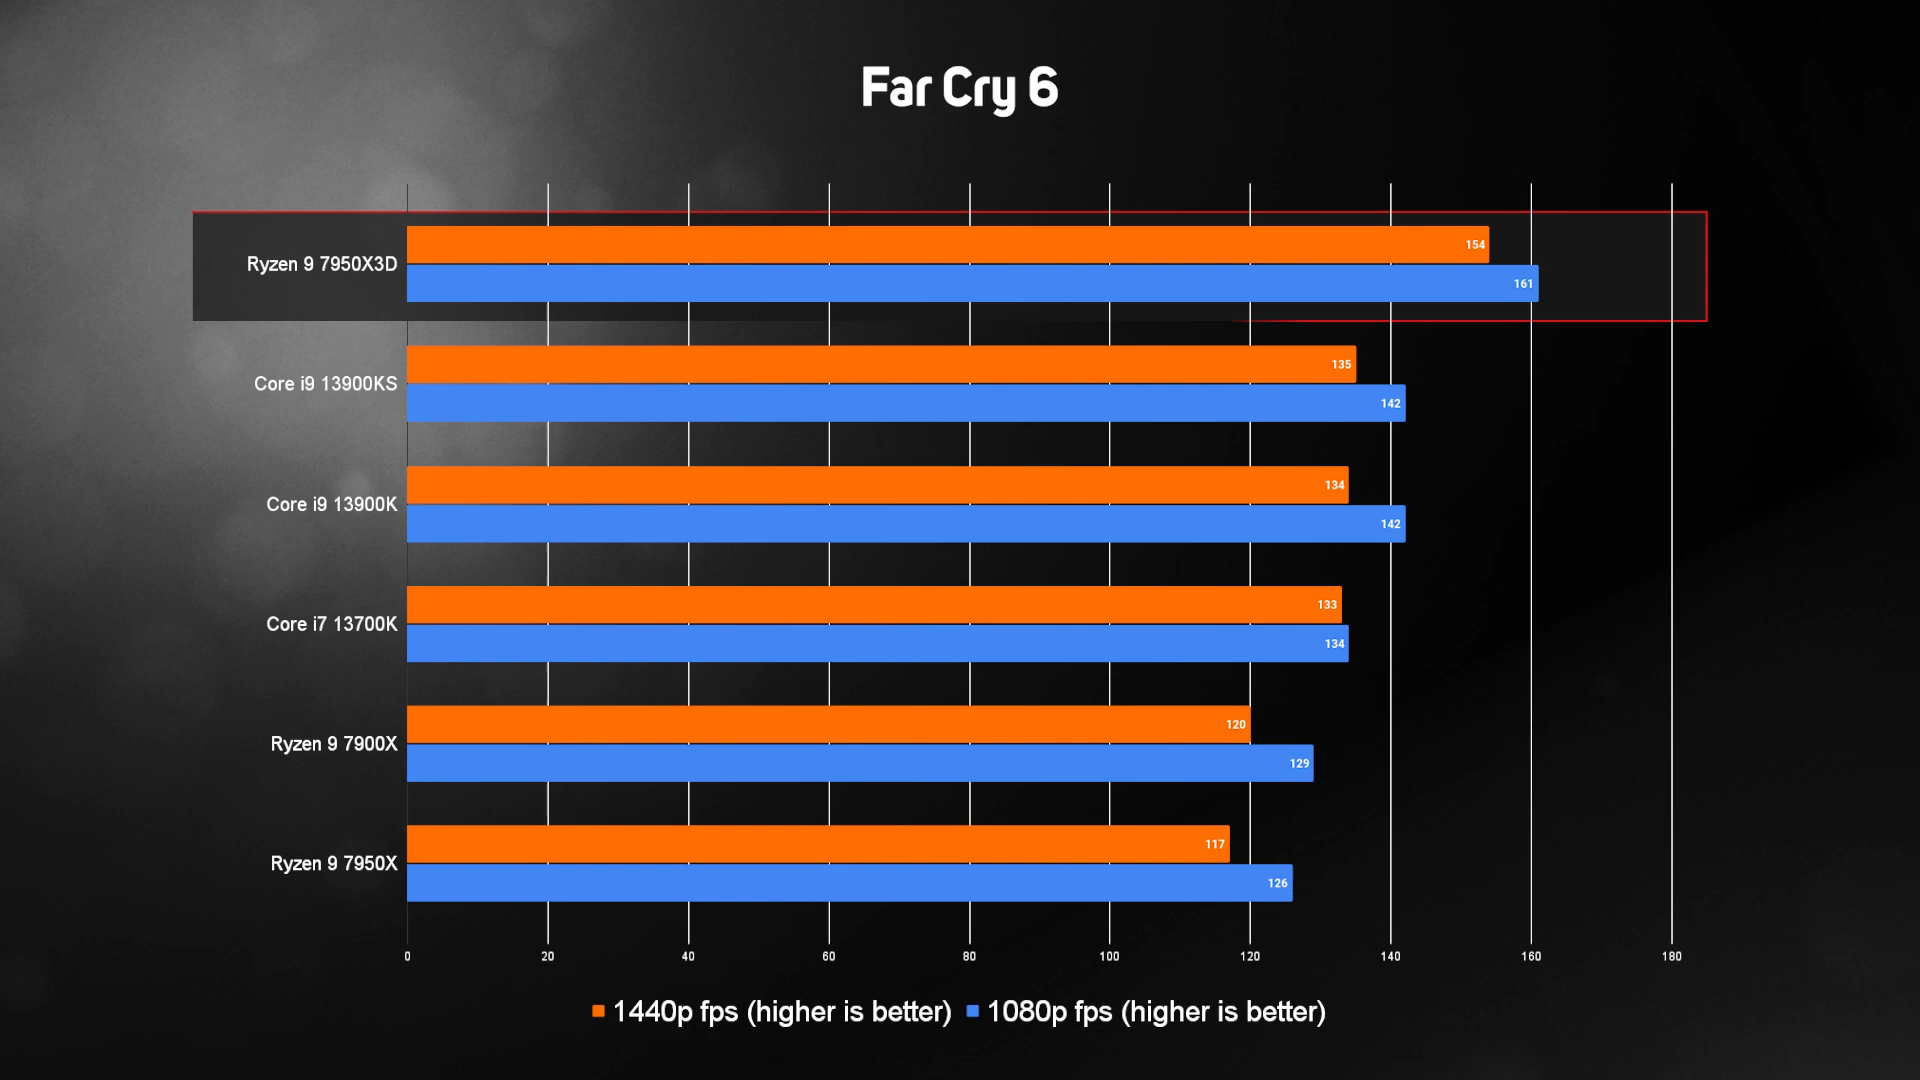 Far Cry 6
Ryzen 9 7950X3D
154
161
Core i9 13900KS
135
142
Core i9 13900K
134
142
Core i7 13700K
133
134
Ryzen 9 7900X
120
129
Ryzen 9 7950X
117
126
0 20 40 60 80 100 120 140 160 180
1440p fps (higher is better) 1080p fps (higher is better)